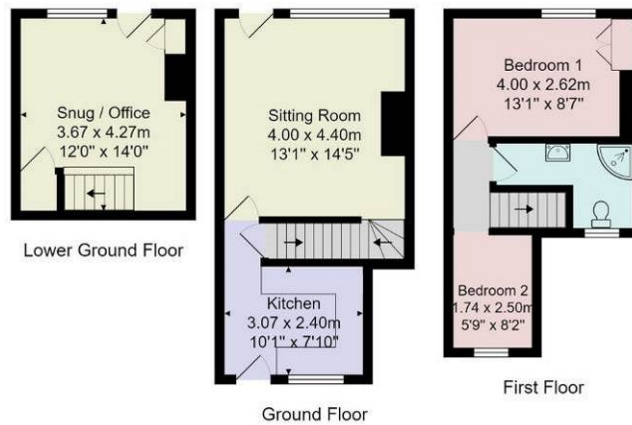 Snug / Office
3.67 x 4.27m
12'0" x 14'0"
Lower Ground Floor
Sitting Room
4.00 x 4.40m
13'1" x 14'5"
Kitchen
3.07 x 2.40m
10'1" x 7'10"
Ground Floor
Bedroom 1
4.00 x 2.62m
13'1" x 8'7"
Bedroom 2
1.74 x 2.50m
5'9" x 8'2"
First Floor